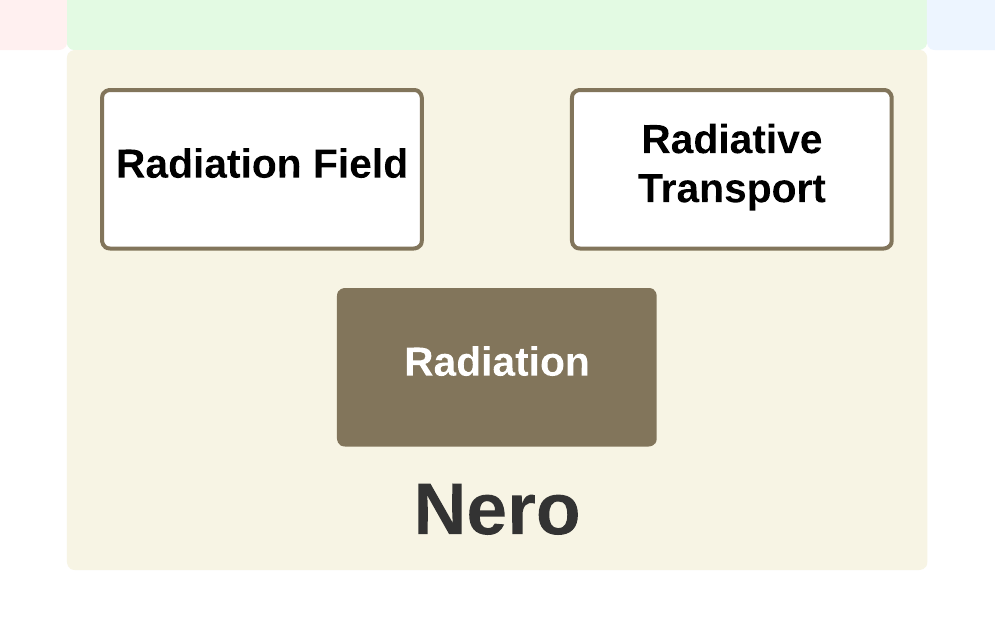 Radiation Field
Radiative
Transport
Radiation
Nero